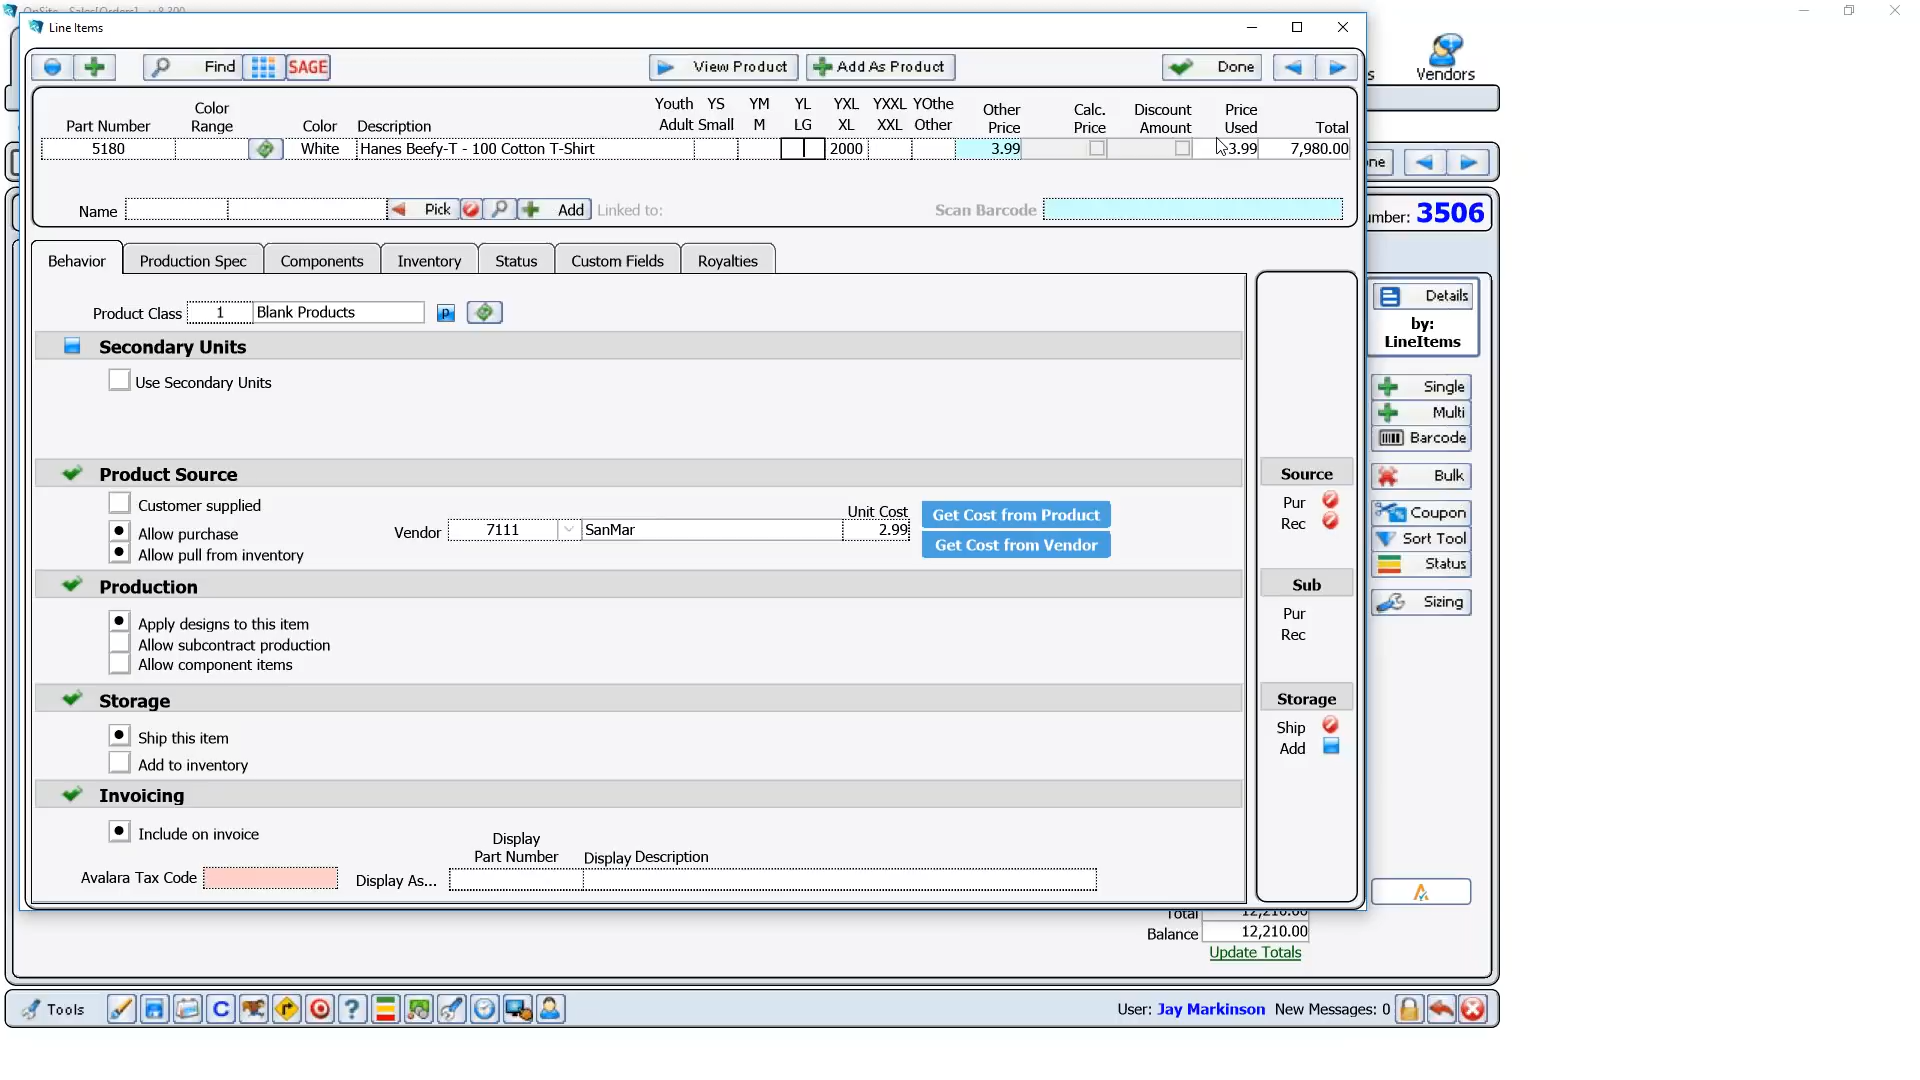 OnSite - Sales[Orders] - v 8.300
Line Items
Find
SAGE
View Product
Add As Product
Done
Vendors
Part Number
Color Range
Color
Description
Youth YS YM YL YXL YXXL YOthe
Adult Small M LG XL XXL Other
Other Price
Calc. Price
Discount Amount
Price Used
Total
5180 White Hanes Beefy-T - 100 Cotton T-Shirt 2000 3.99 3.99 7,980.00
Name
Pick
Add
Linked to:
Scan Barcode
umber: 3506
Behavior
Production Spec
Components
Inventory
Status
Custom Fields
Royalties
Product Class 1 Blank Products
p
Secondary Units
Use Secondary Units
Product Source
Customer supplied
Allow purchase
Allow pull from inventory
Vendor 7111 SanMar
Unit Cost
2.99
Get Cost from Product
Get Cost from Vendor
Production
Apply designs to this item
Allow subcontract production
Allow component items
Storage
Ship this item
Add to inventory
Invoicing
Include on invoice
Avalara Tax Code
Display As...
Display Part Number
Display Description
Source
Pur
Rec
Sub
Pur
Rec
Storage
Ship
Add
Details
by:
LineItems
Single
Multi
Barcode
Bulk
Coupon
Sort Tool
Status
Sizing
Total 12,210.00
Balance 12,210.00
Update Totals
Tools
User: Jay Markinson New Messages: 0